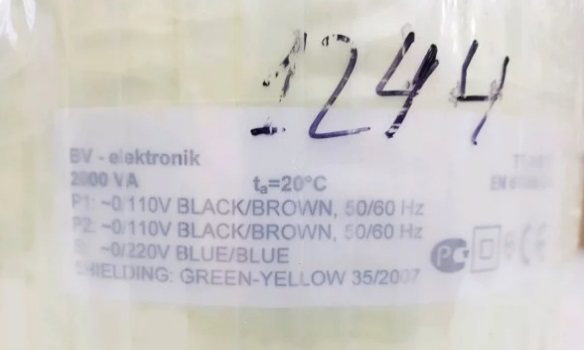 1244
BV - elektronik
2000 VA ta=20°C
P1: ~0/110V BLACK/BROWN, 50/60 Hz
P2: ~0/110V BLACK/BROWN, 50/60 Hz
S: ~0/220V BLUE/BLUE
SHIELDING: GREEN-YELLOW 35/2007